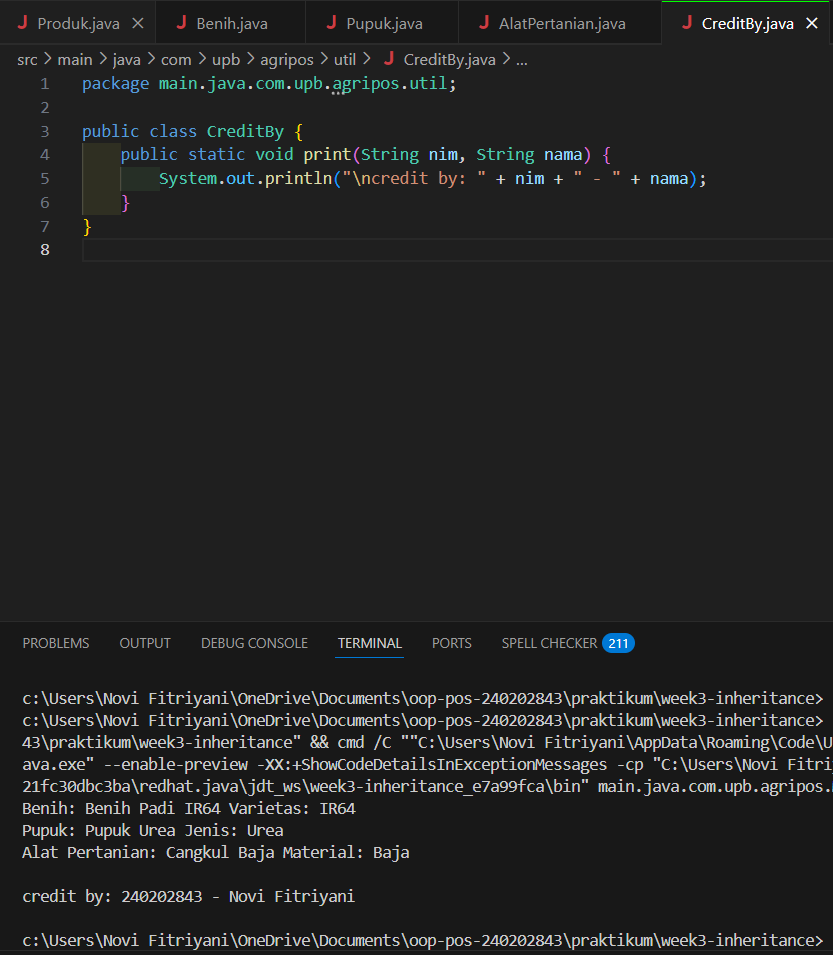 Produk.java Benih.java Pupuk.java AlatPertanian.java CreditBy.java
src > main > java > com > upb > agripos > util > CreditBy.java > ...
1 package main.java.com.upb.agripos.util;
2
3 public class CreditBy {
4 public static void print(String nim, String nama) {
5 System.out.println("\ncredit by: " + nim + " - " + nama);
6 }
7 }
8
PROBLEMS OUTPUT DEBUG CONSOLE TERMINAL PORTS SPELL CHECKER 211
c:\Users\Novi Fitriyani\OneDrive\Documents\oop-pos-240202843\praktikum\week3-inheritance>
c:\Users\Novi Fitriyani\OneDrive\Documents\oop-pos-240202843\praktikum\week3-inheritance>
43\praktikum\week3-inheritance" && cmd /C ""C:\Users\Novi Fitriyani\AppData\Roaming\Code\U
ava.exe" --enable-preview -XX:+ShowCodeDetailsInExceptionMessages -cp "C:\Users\Novi Fitri
21fc30dbc3ba\redhat.java\jdt_ws\week3-inheritance_e7a99fca\bin" main.java.com.upb.agripos.
Benih: Benih Padi IR64 Varietas: IR64
Pupuk: Pupuk Urea Jenis: Urea
Alat Pertanian: Cangkul Baja Material: Baja
credit by: 240202843 - Novi Fitriyani
c:\Users\Novi Fitriyani\OneDrive\Documents\oop-pos-240202843\praktikum\week3-inheritance>